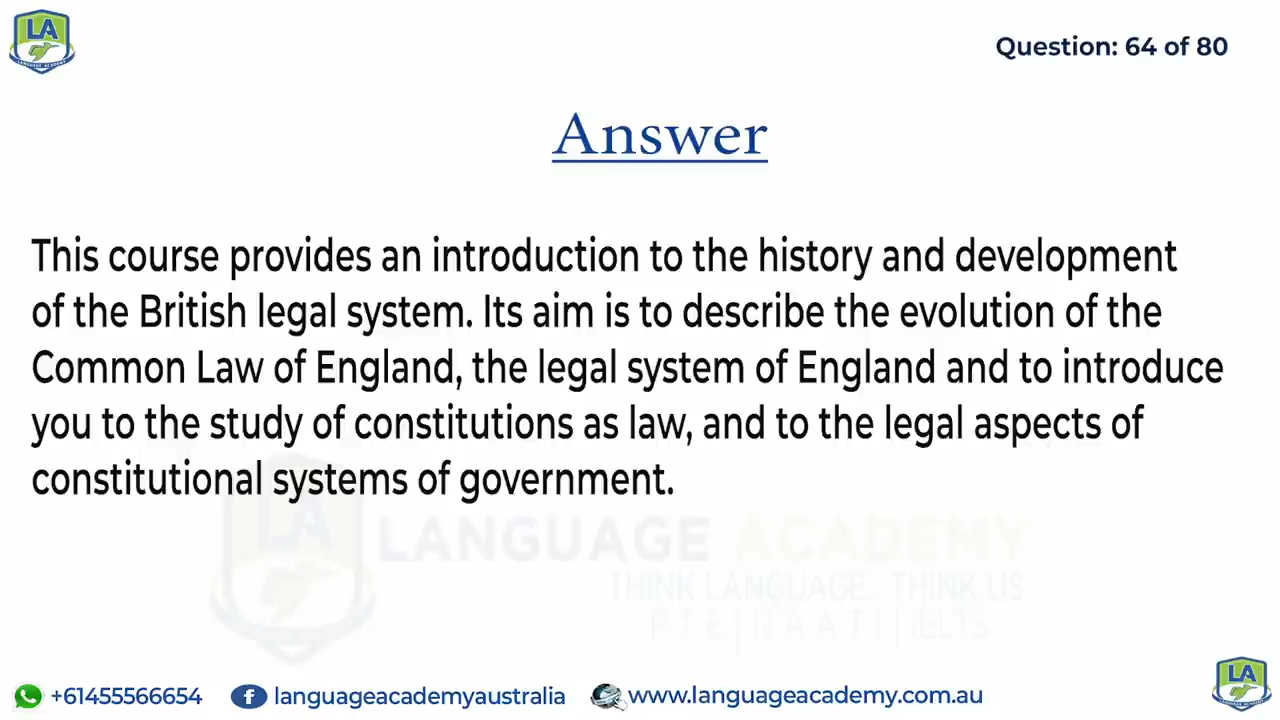 LA
LANGUAGE ACADEMY
Question: 64 of 80
Answer
This course provides an introduction to the history and development
of the British legal system. Its aim is to describe the evolution of the
Common Law of England, the legal system of England and to introduce
you to the study of constitutions as law, and to the legal aspects of
constitutional systems of government.
LA
LANGUAGE ACADEMY
THINK LANGUAGE, THINK US
PTE | NAATI | IELTS
+61455566654
languageacademyaustralia
www.languageacademy.com.au
LA